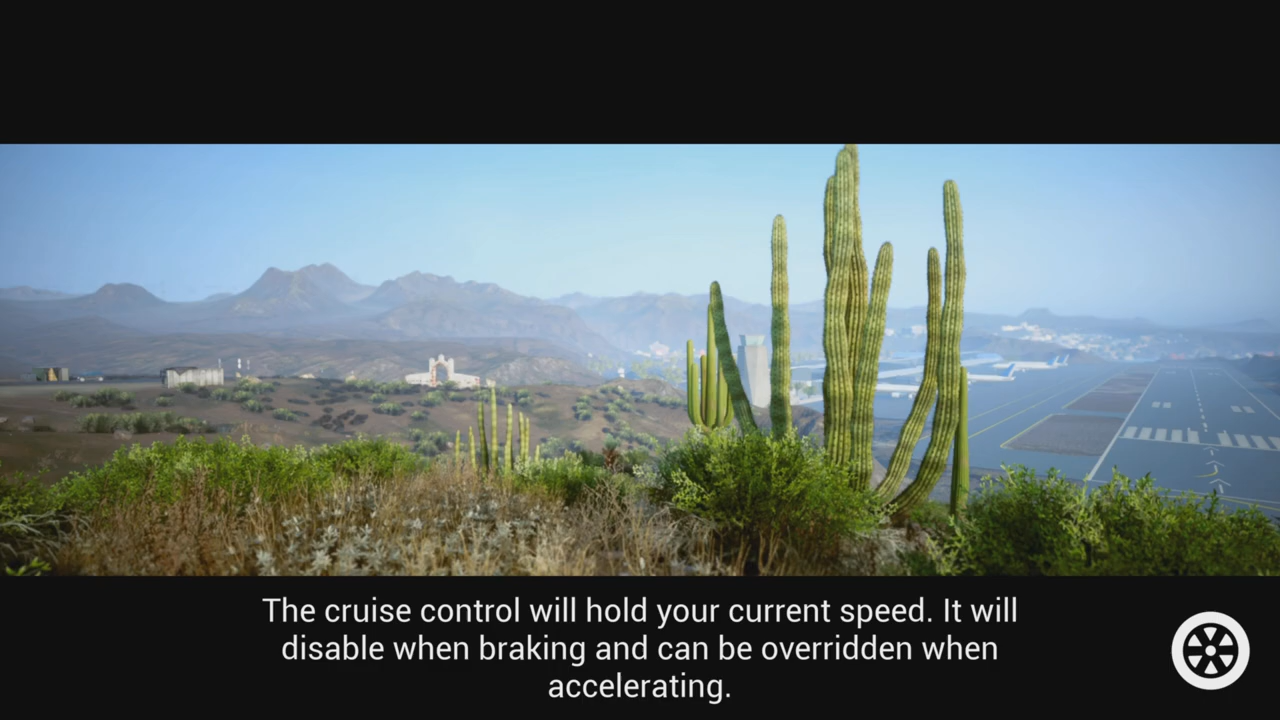 The cruise control will hold your current speed. It will
disable when braking and can be overridden when
accelerating.